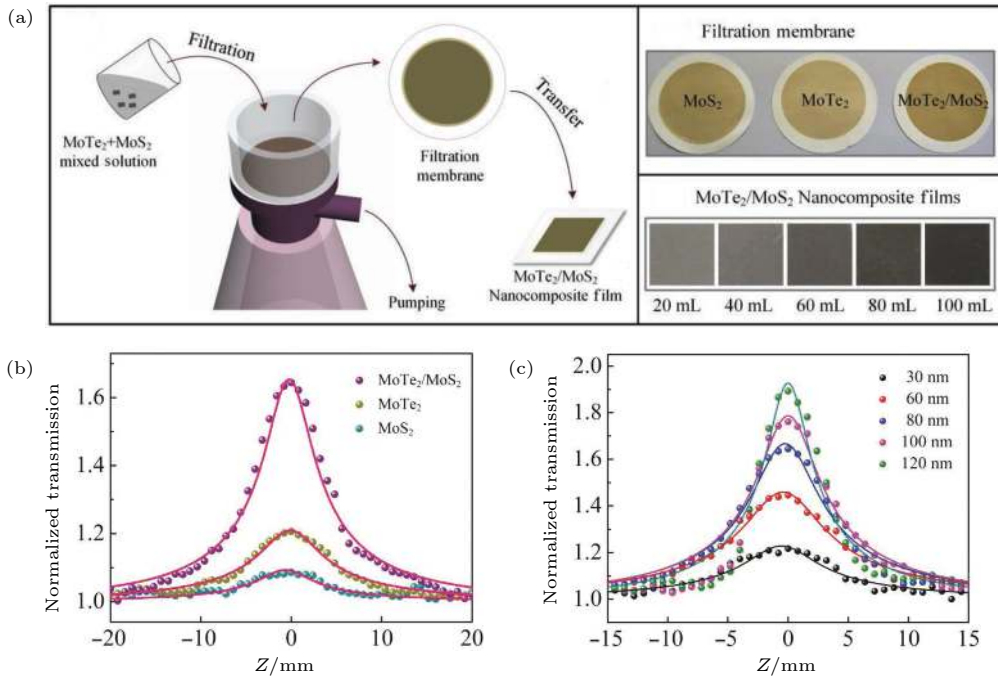 (a)
Filtration
MoTe₂+MoS₂
mixed solution
Filtration
membrane
Transfer
Pumping
MoTe₂/MoS₂
Nanocomposite film
Filtration membrane
MoS₂
MoTe₂
MoTe₂/MoS₂
MoTe₂/MoS₂ Nanocomposite films
20 mL 40 mL 60 mL 80 mL 100 mL
(b)
Normalized transmission
1.6
1.4
1.2
1.0
MoTe₂/MoS₂
MoTe₂
MoS₂
−20 −10 0 10 20
Z/mm
(c)
Normalized transmission
2.0
1.8
1.6
1.4
1.2
1.0
30 nm
60 nm
80 nm
100 nm
120 nm
−15 −10 −5 0 5 10 15
Z/mm